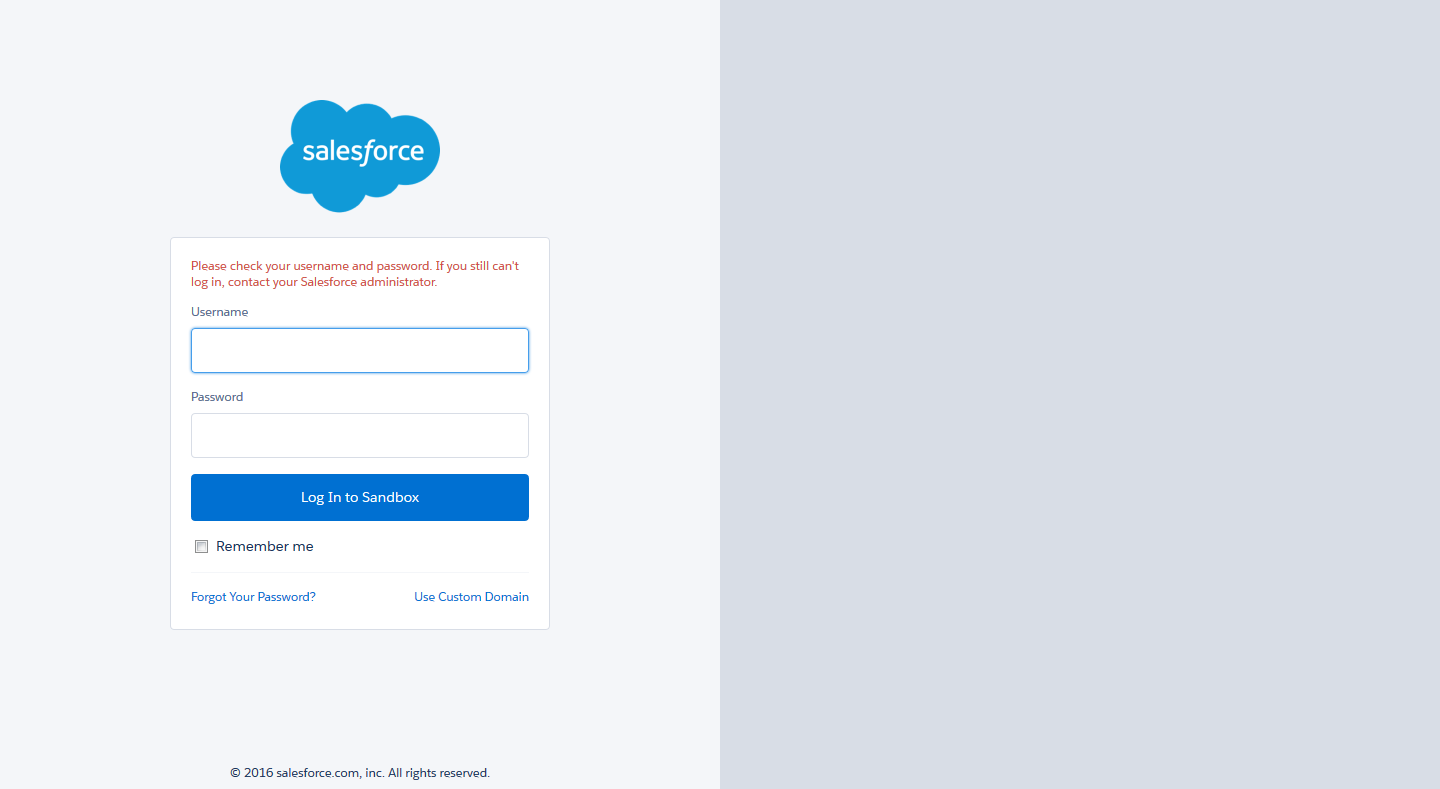 salesforce
Please check your username and password. If you still can't
log in, contact your Salesforce administrator.
Username
Password
Log In to Sandbox
Remember me
Forgot Your Password?
Use Custom Domain
© 2016 salesforce.com, inc. All rights reserved.